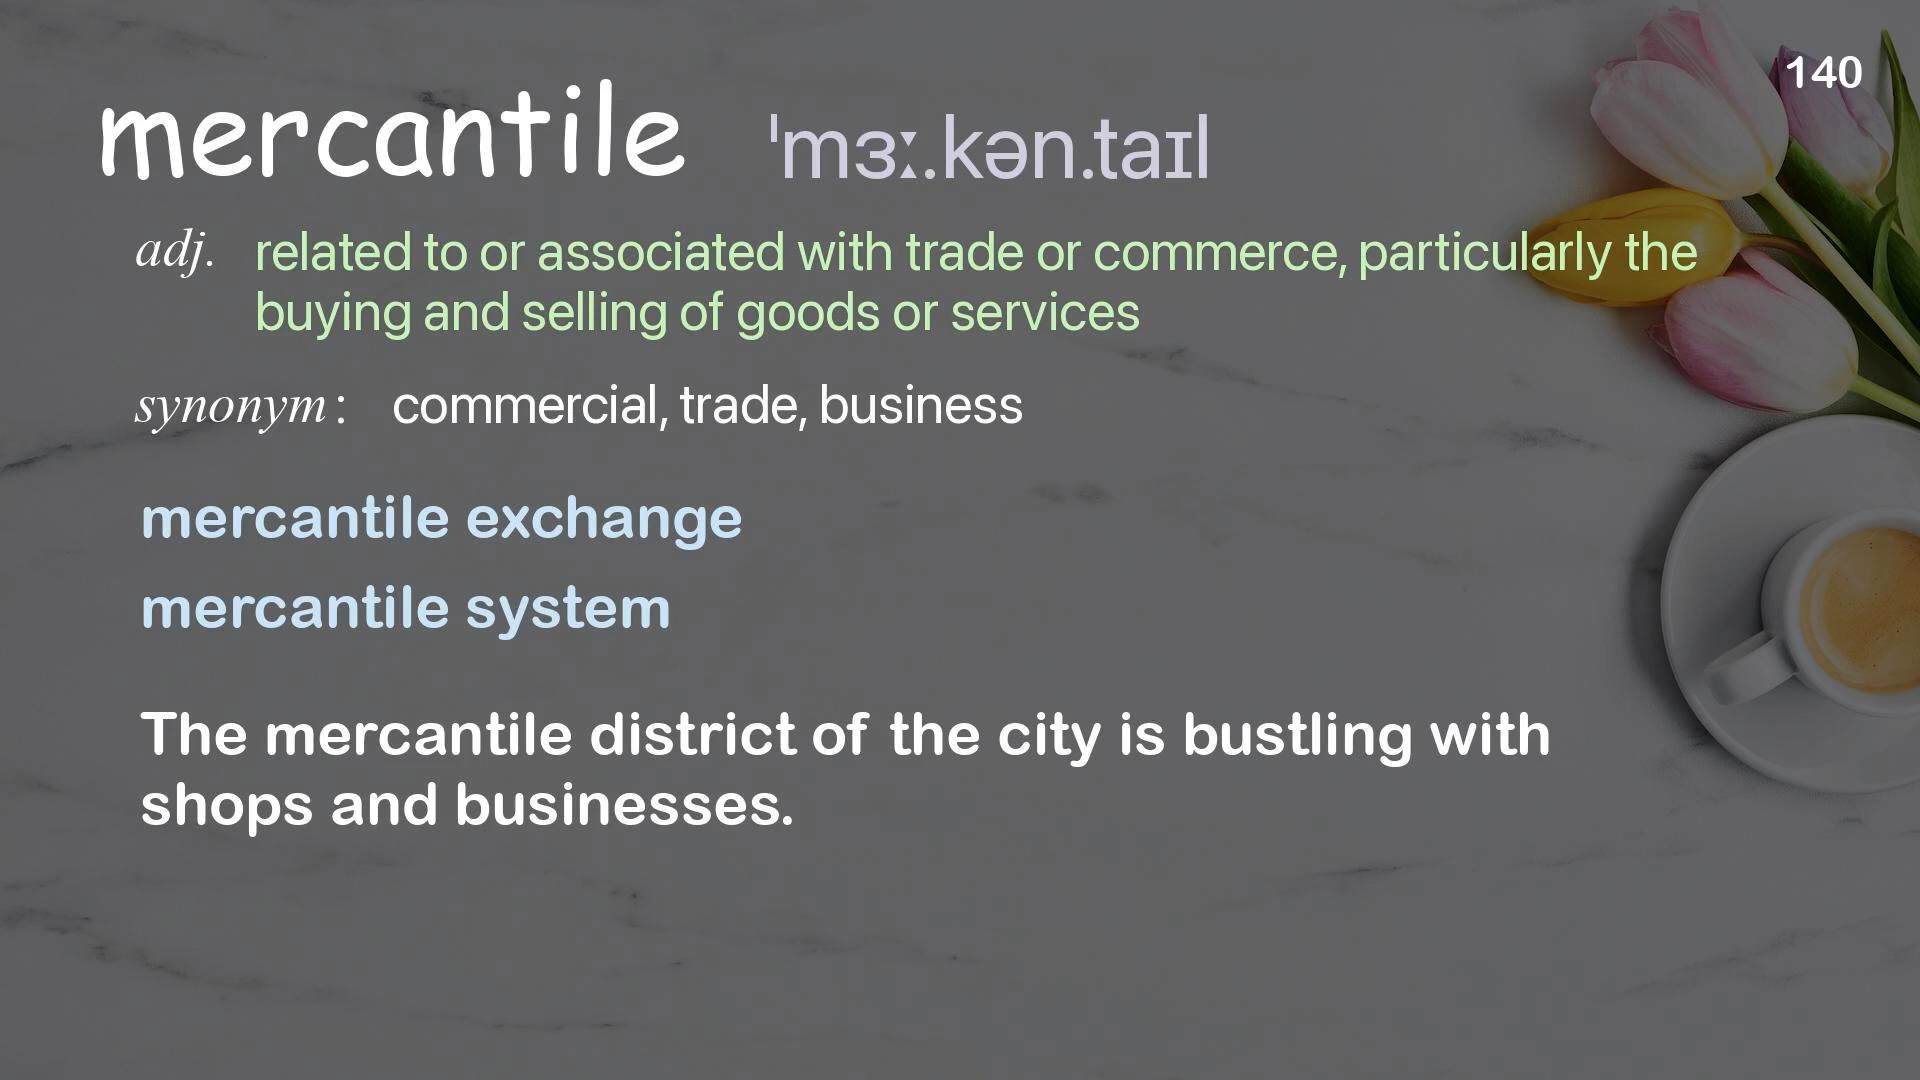 140
mercantile ˈmɜː.kən.taɪl
adj. related to or associated with trade or commerce, particularly the
buying and selling of goods or services
synonym : commercial, trade, business
mercantile exchange
mercantile system
The mercantile district of the city is bustling with
shops and businesses.